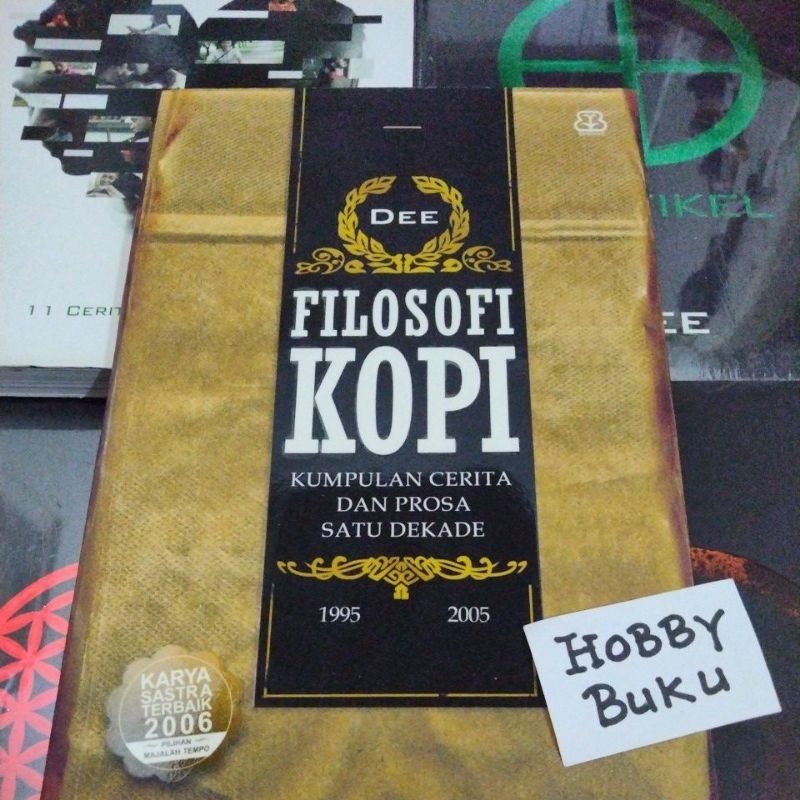 DEE
FILOSOFI
KOPI
KUMPULAN CERITA
DAN PROSA
SATU DEKADE
1995 2005
KARYA
SASTRA
TERBAIK
2006
PILIHAN
MAJALAH TEMPO
HOBBY
BUKU
11 CERIT
IKEL
EE